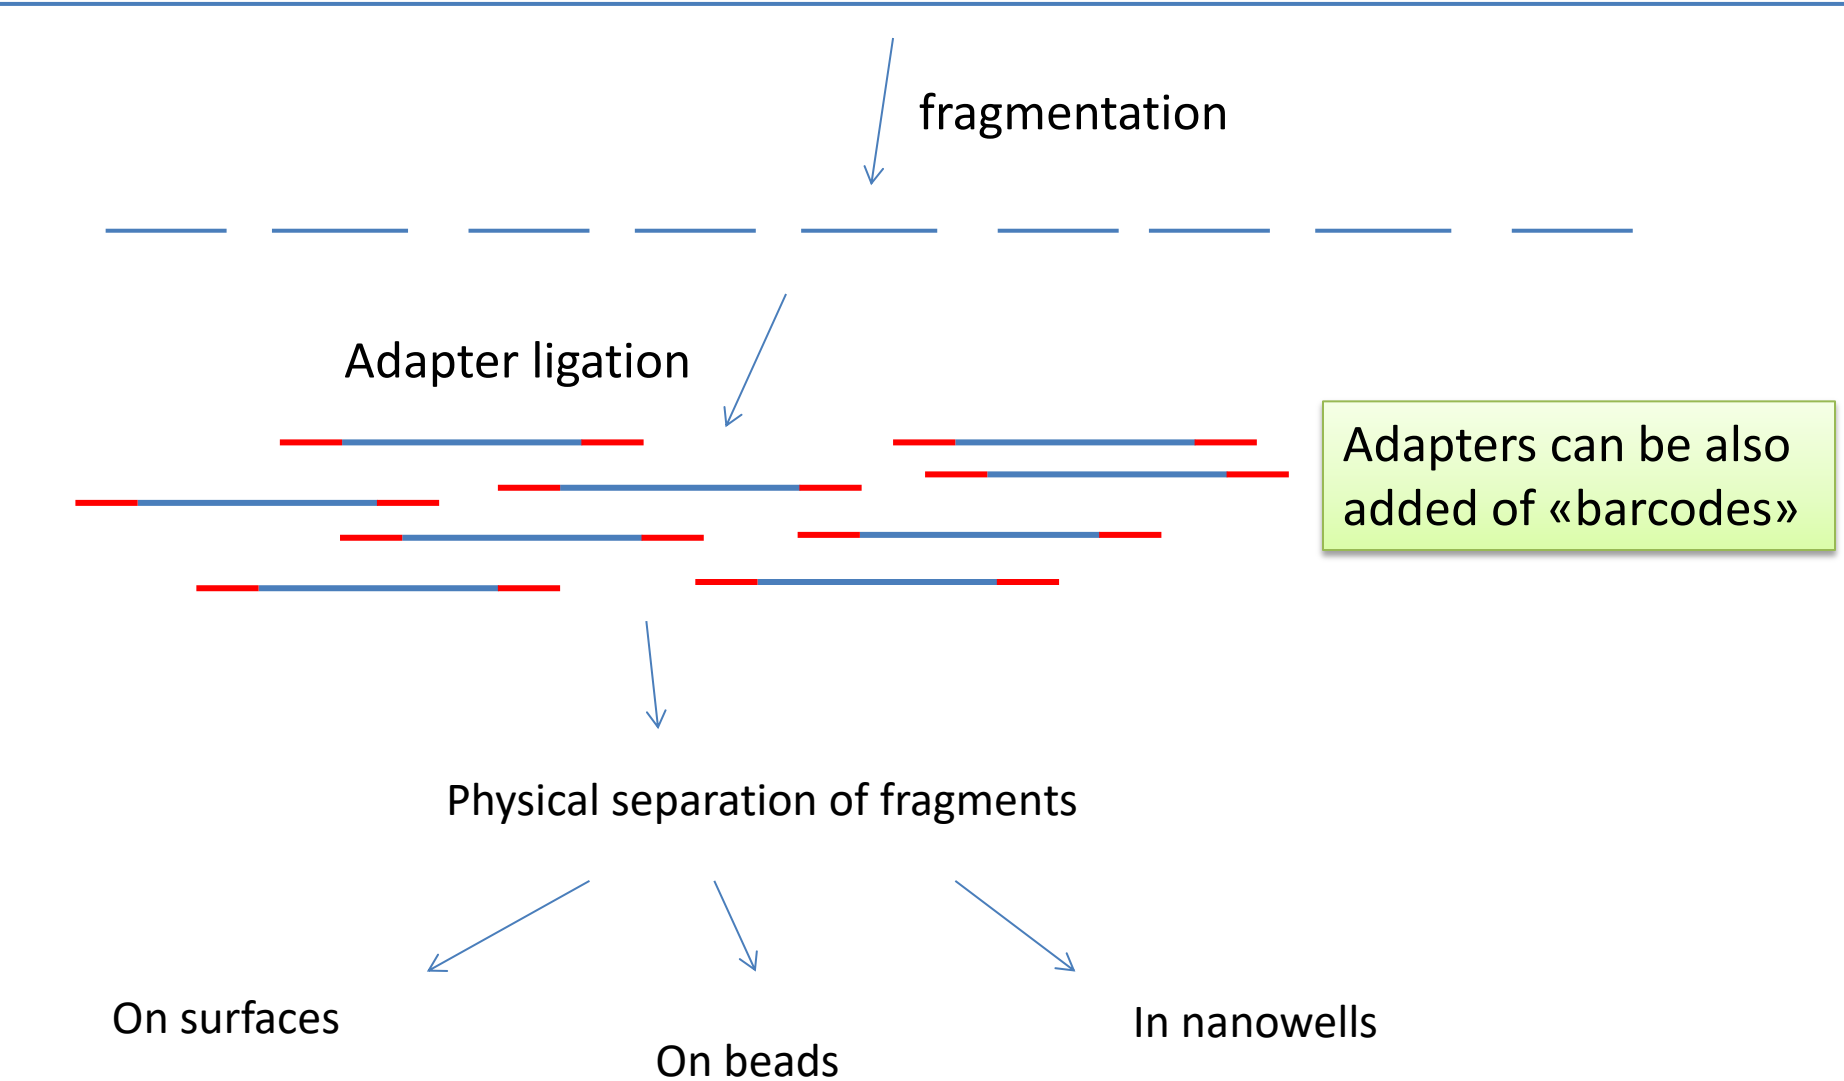 fragmentation
Adapter ligation
Adapters can be also
added of «barcodes»
Physical separation of fragments
On surfaces
On beads
In nanowells